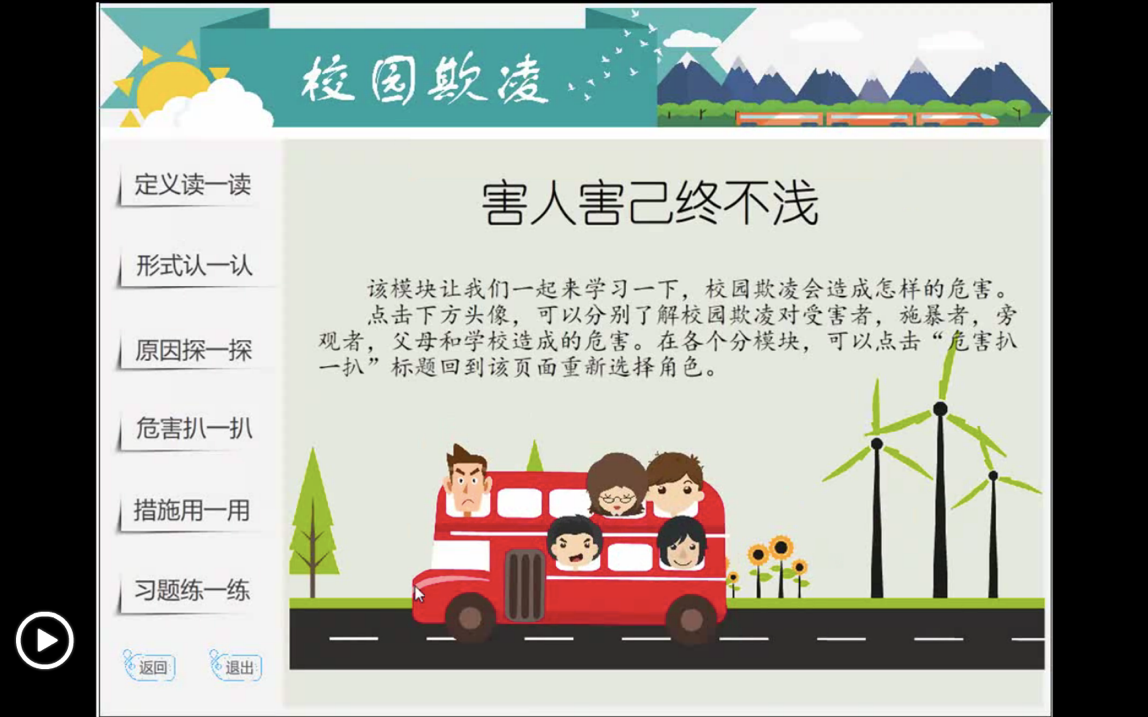 校园欺凌
定义读一读
形式认一认
原因探一探
危害扒一扒
措施用一用
习题练一练
返回
退出
害人害己终不浅
该模块让我们一起来学习一下，校园欺凌会造成怎样的危害。
点击下方头像，可以分别了解校园欺凌对受害者，施暴者，旁
观者，父母和学校造成的危害。在各个分模块，可以点击“危害扒
一扒”标题回到该页面重新选择角色。